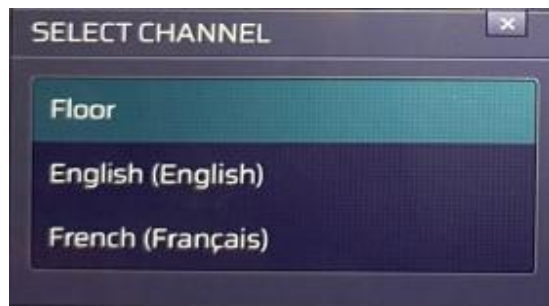 SELECT CHANNEL
Floor
English (English)
French (Français)